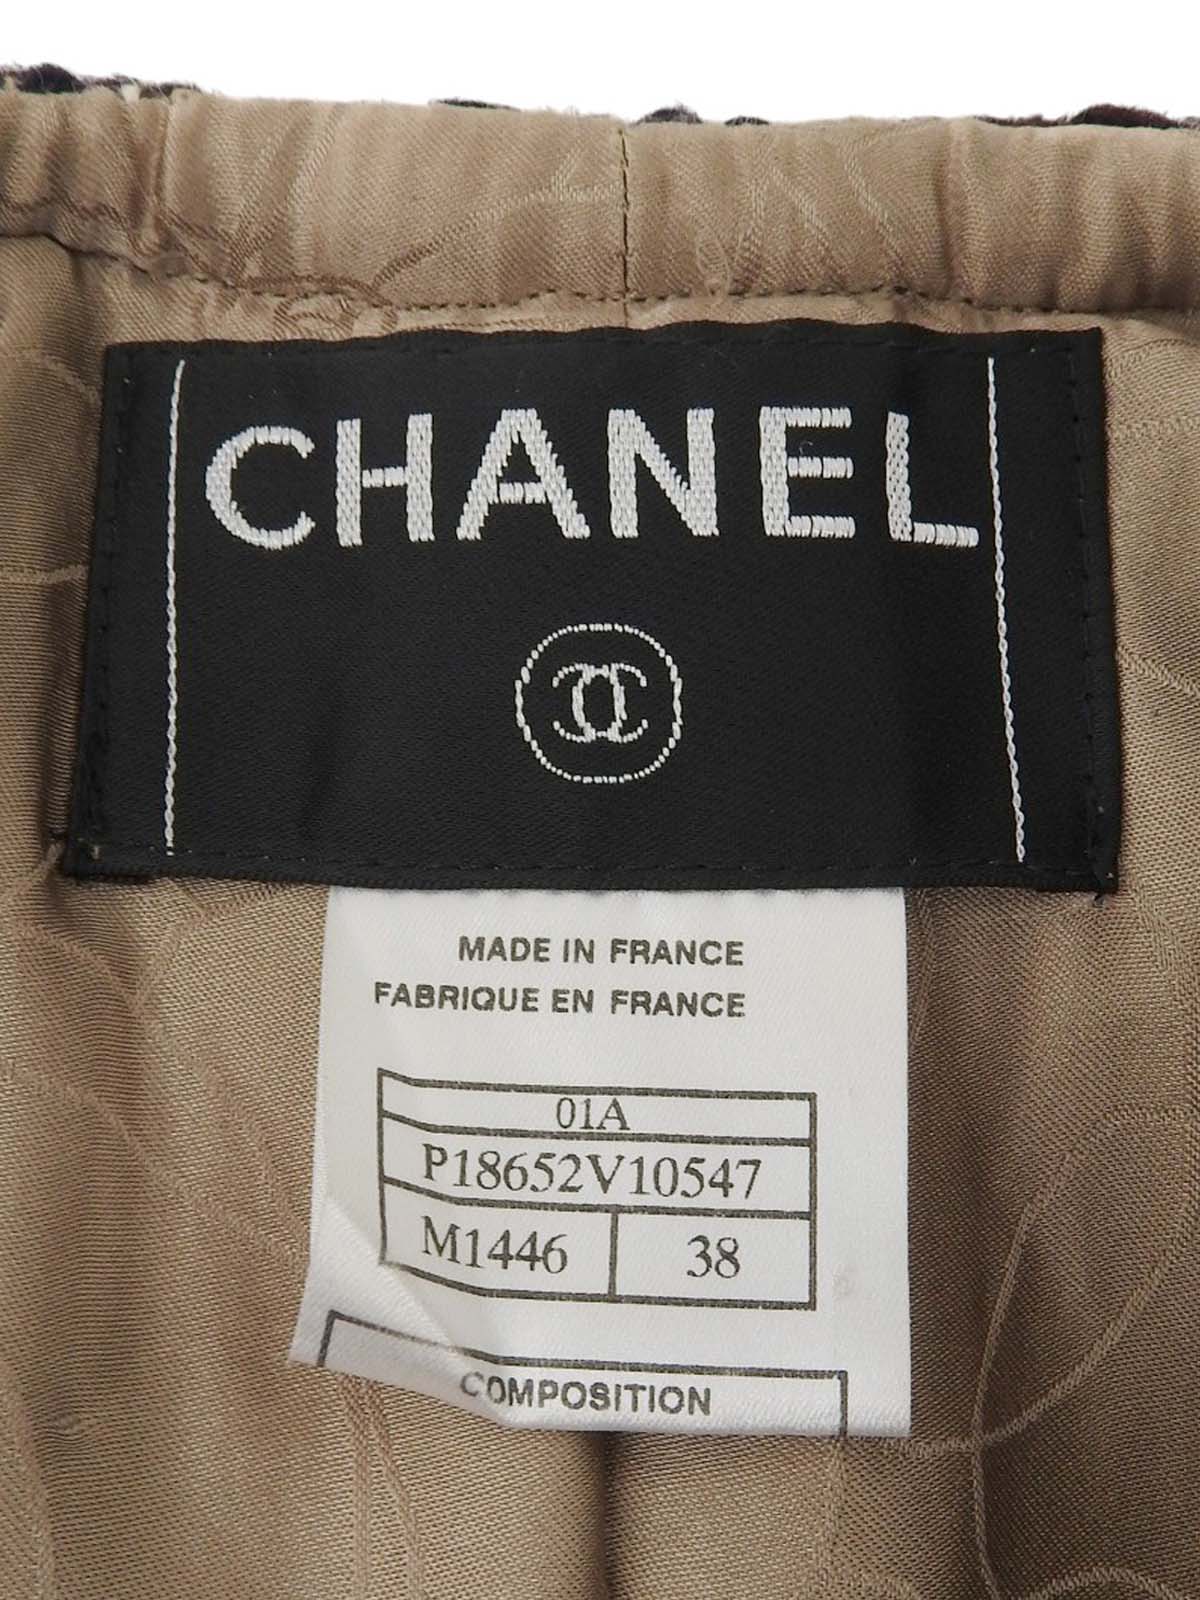 CHANEL
MADE IN FRANCE
FABRIQUE EN FRANCE
01A
P18652V10547
M1446 38
COMPOSITION